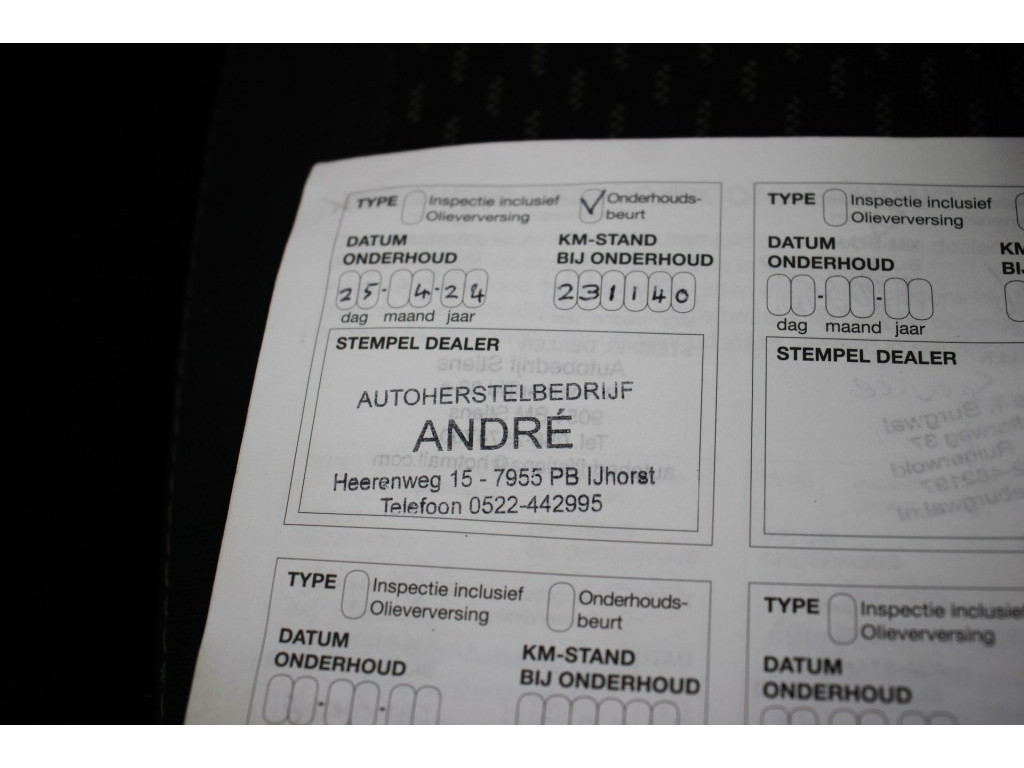 TYPE Inspectie inclusief Olieverversing Onderhouds-beurt
DATUM ONDERHOUD
KM-STAND BIJ ONDERHOUD
25-4-24
231140
dag maand jaar
STEMPEL DEALER
AUTOHERSTELBEDRIJF
ANDRÉ
Heerenweg 15 - 7955 PB IJhorst
Telefoon 0522-442995
TYPE Inspectie inclusief Olieverversing
DATUM ONDERHOUD
dag maand jaar
STEMPEL DEALER
TYPE Inspectie inclusief Olieverversing Onderhouds-beurt
DATUM ONDERHOUD
KM-STAND BIJ ONDERHOUD
TYPE Inspectie inclusief Olieverversing
DATUM ONDERHOUD